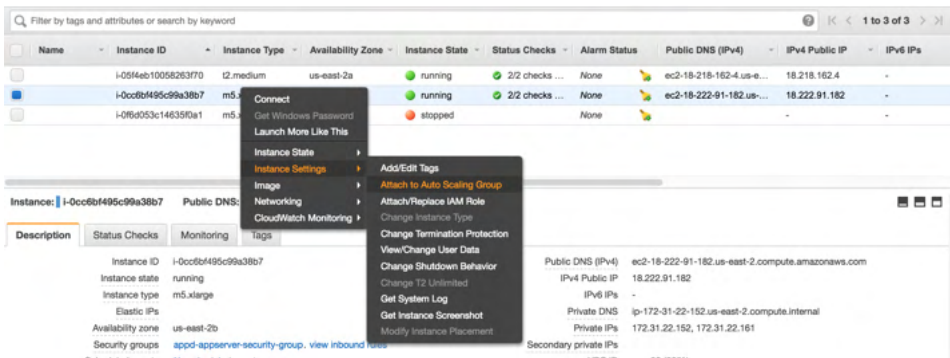 Filter by tags and attributes or search by keyword
1 to 3 of 3
Name Instance ID Instance Type Availability Zone Instance State Status Checks Alarm Status Public DNS (IPv4) IPv4 Public IP IPv6 IPs
i-05f4eb10058263f70 t2.medium us-east-2a running 2/2 checks ... None ec2-18-218-162-4.us-e... 18.218.162.4 -
i-0cc6bf495c99a38b7 m5.x running 2/2 checks ... None ec2-18-222-91-182.us-... 18.222.91.182 -
i-0f6d053c14635f0a1 m5.x stopped None - -
Connect
Get Windows Password
Launch More Like This
Instance State
Instance Settings
Image
Networking
CloudWatch Monitoring
Add/Edit Tags
Attach to Auto Scaling Group
Attach/Replace IAM Role
Change Instance Type
Change Termination Protection
View/Change User Data
Change Shutdown Behavior
Change T2 Unlimited
Get System Log
Get Instance Screenshot
Modify Instance Placement
Instance: i-0cc6bf495c99a38b7 Public DNS:
Description Status Checks Monitoring Tags
Instance ID i-0cc6bf495c99a38b7 Public DNS (IPv4) ec2-18-222-91-182.us-east-2.compute.amazonaws.com
Instance state running IPv4 Public IP 18.222.91.182
Instance type m5.xlarge IPv6 IPs -
Elastic IPs Private DNS ip-172-31-22-152.us-east-2.compute.internal
Availability zone us-east-2b Private IPs 172.31.22.152, 172.31.22.161
Security groups appd-appserver-security-group. view inbound rules Secondary private IPs